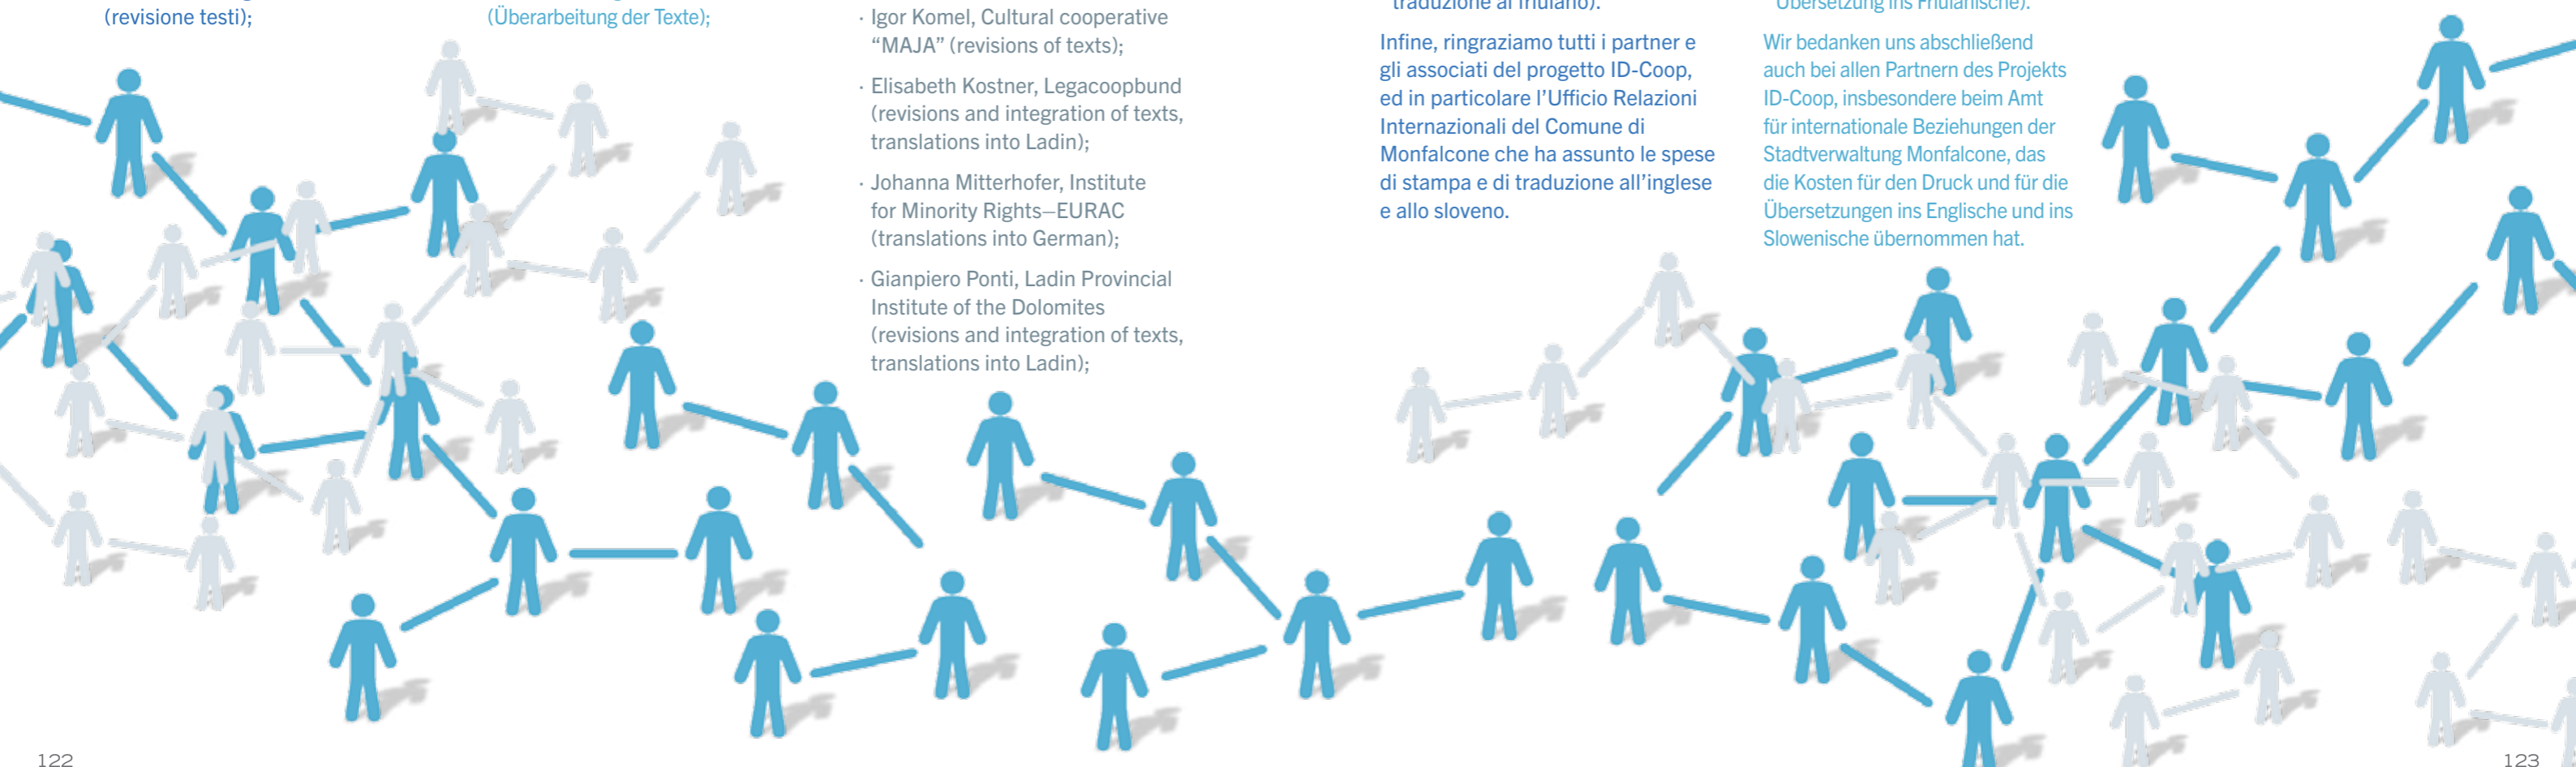 (revisione testi);
(Überarbeitung der Texte);
· Igor Komel, Cultural cooperative
“MAJA” (revisions of texts);
· Elisabeth Kostner, Legacoopbund
(revisions and integration of texts,
translations into Ladin);
· Johanna Mitterhofer, Institute
for Minority Rights–EURAC
(translations into German);
· Gianpiero Ponti, Ladin Provincial
Institute of the Dolomites
(revisions and integration of texts,
translations into Ladin);
traduzione al friulano).
Infine, ringraziamo tutti i partner e
gli associati del progetto ID-Coop,
ed in particolare l’Ufficio Relazioni
Internazionali del Comune di
Monfalcone che ha assunto le spese
di stampa e di traduzione all’inglese
e allo sloveno.
Übersetzung ins Friulanische).
Wir bedanken uns abschließend
auch bei allen Partnern des Projekts
ID-Coop, insbesondere beim Amt
für internationale Beziehungen der
Stadtverwaltung Monfalcone, das
die Kosten für den Druck und für die
Übersetzungen ins Englische und ins
Slowenische übernommen hat.
122
123